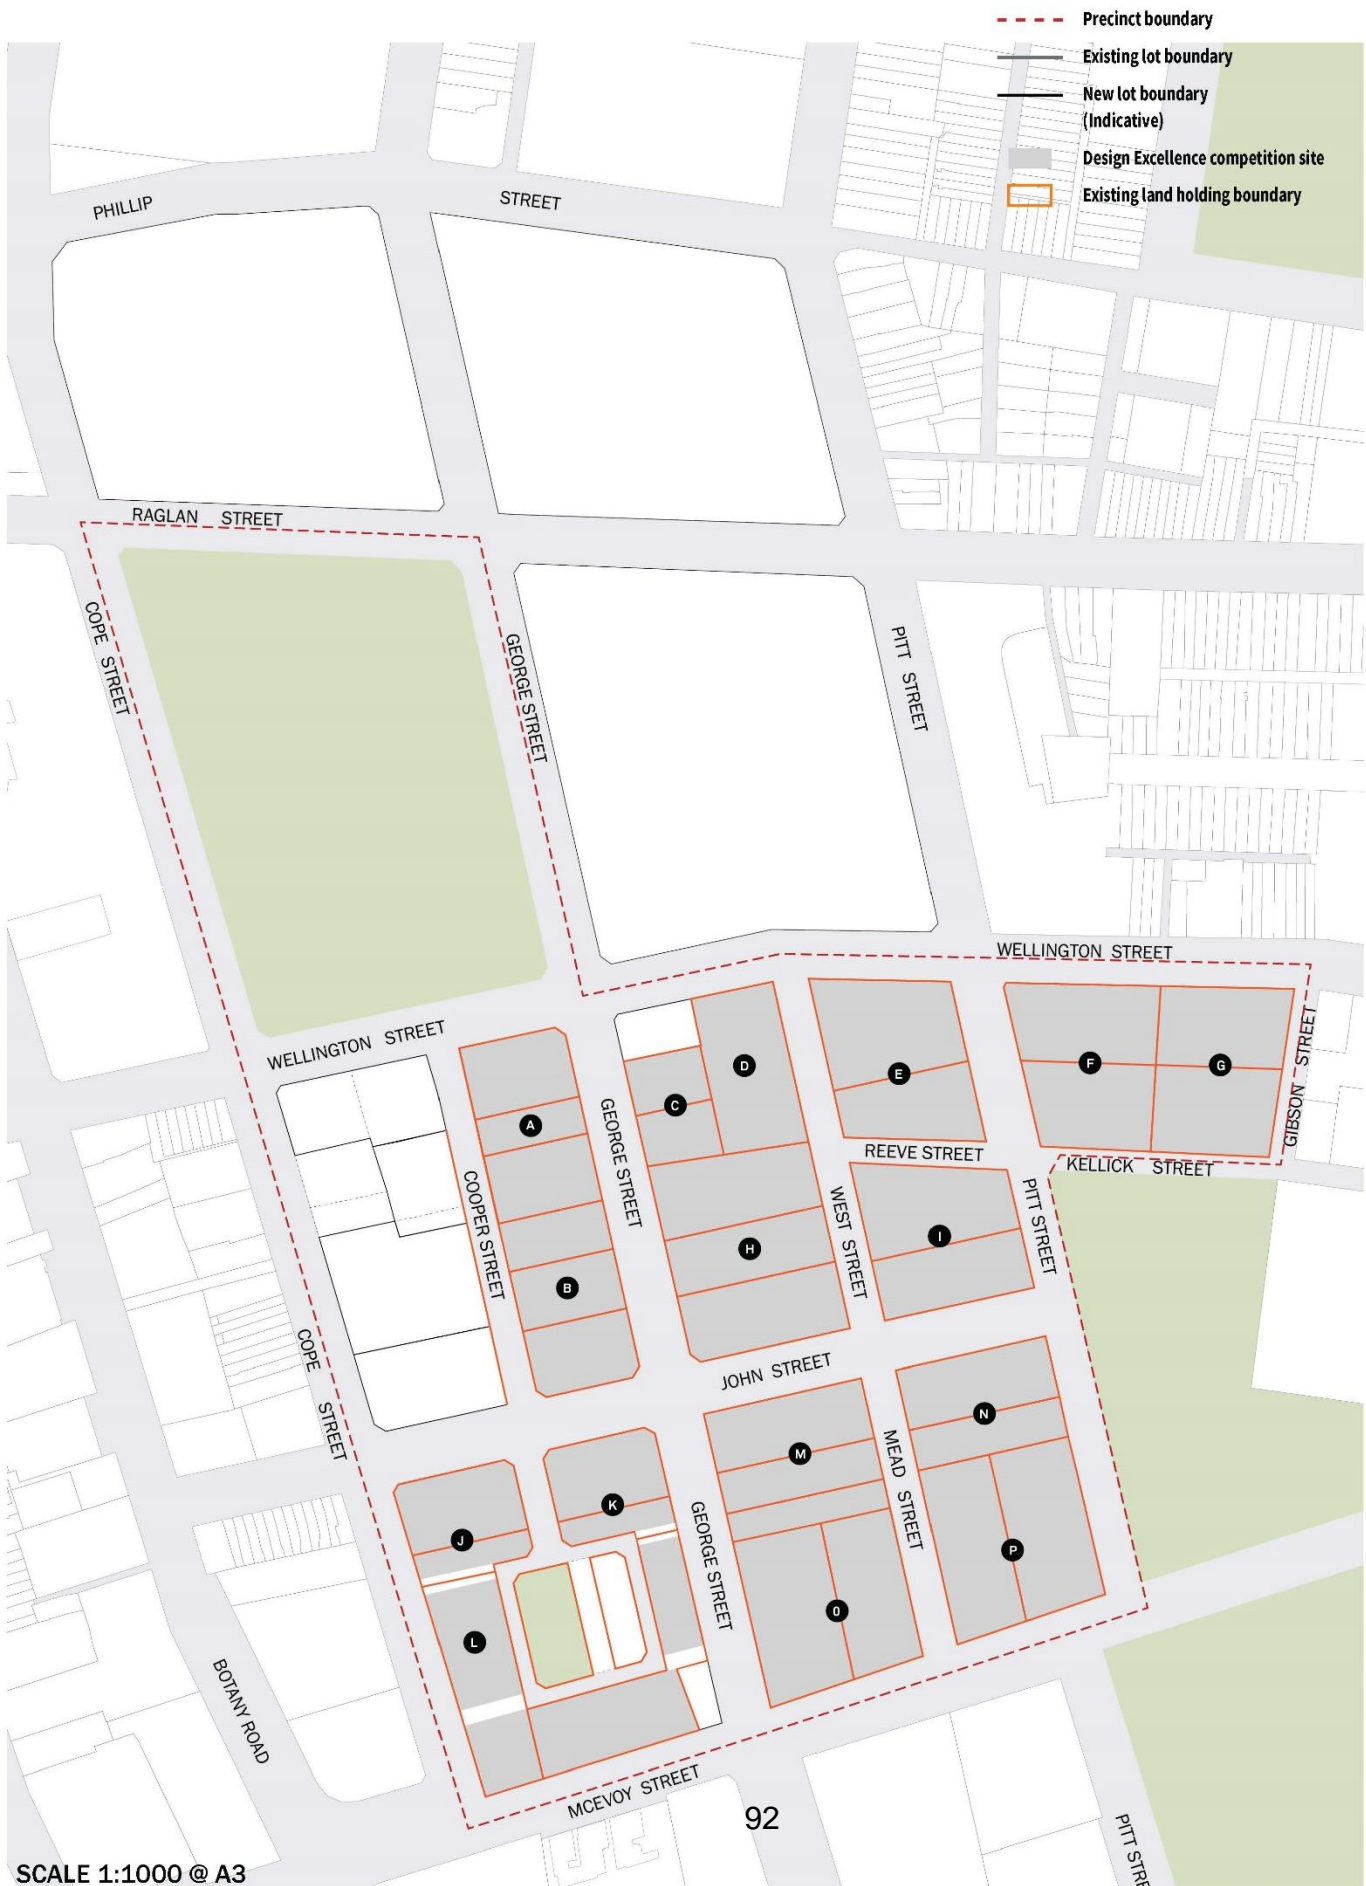 Precinct boundary
Existing lot boundary
New lot boundary
(Indicative)
Design Excellence competition site
Existing land holding boundary
PHILLIP STREET
RAGLAN STREET
COPE STREET
GEORGE STREET
PITT STREET
WELLINGTON STREET
WELLINGTON STREET
GIBSON STREET
D
F
G
E
C
A
GEORGE STREET
REEVE STREET
KELLICK STREET
COOPER STREET
WEST STREET
PITT STREET
I
H
B
COPE STREET
JOHN STREET
N
M
MEAD STREET
K
J
GEORGE STREET
P
O
L
BOTANY ROAD
MCEVOY STREET
92
PITT STRE
SCALE 1:1000 @ A3